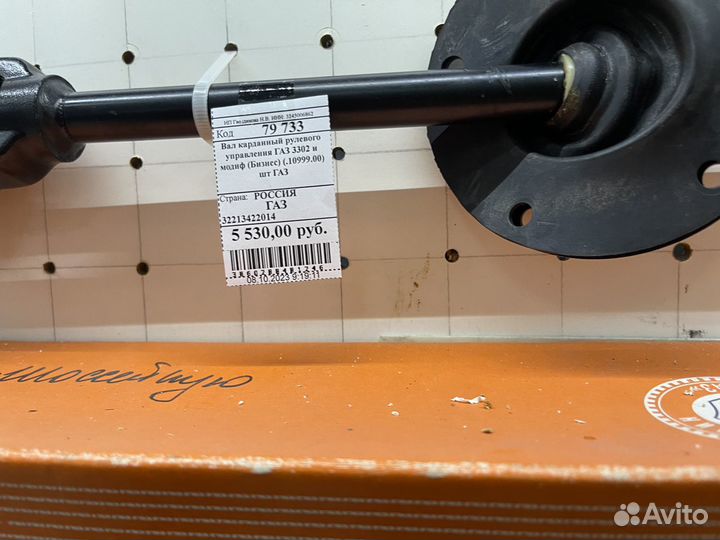 ИП Гвоздикова Н.В. ИНН: 3245006862
Код 79 733
Вал карданный рулевого
управления ГАЗ 3302 и
модиф (Бизнес) (.10999.00)
шт ГАЗ
Страна: РОССИЯ
ГАЗ
32213422014
5 530,00 руб.
08.10.2023 9:19:11
Avito